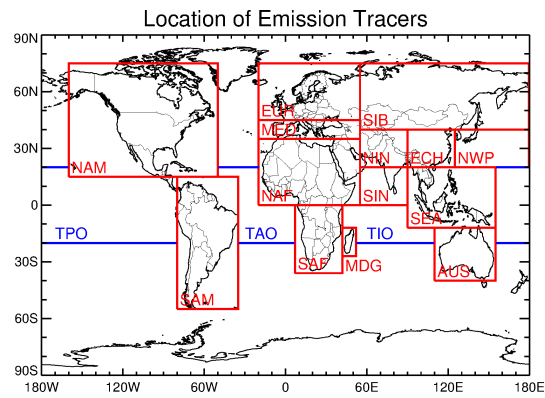 Location of Emission Tracers
90N
60N
30N
0
30S
60S
90S
EUR
SIB
MED
NAM
NIN
ECH
NWP
NAF
SIN
SEA
TPO
TAO
TIO
SAF
MDG
AUS
SAM
180W
120W
60W
0
60E
120E
180E